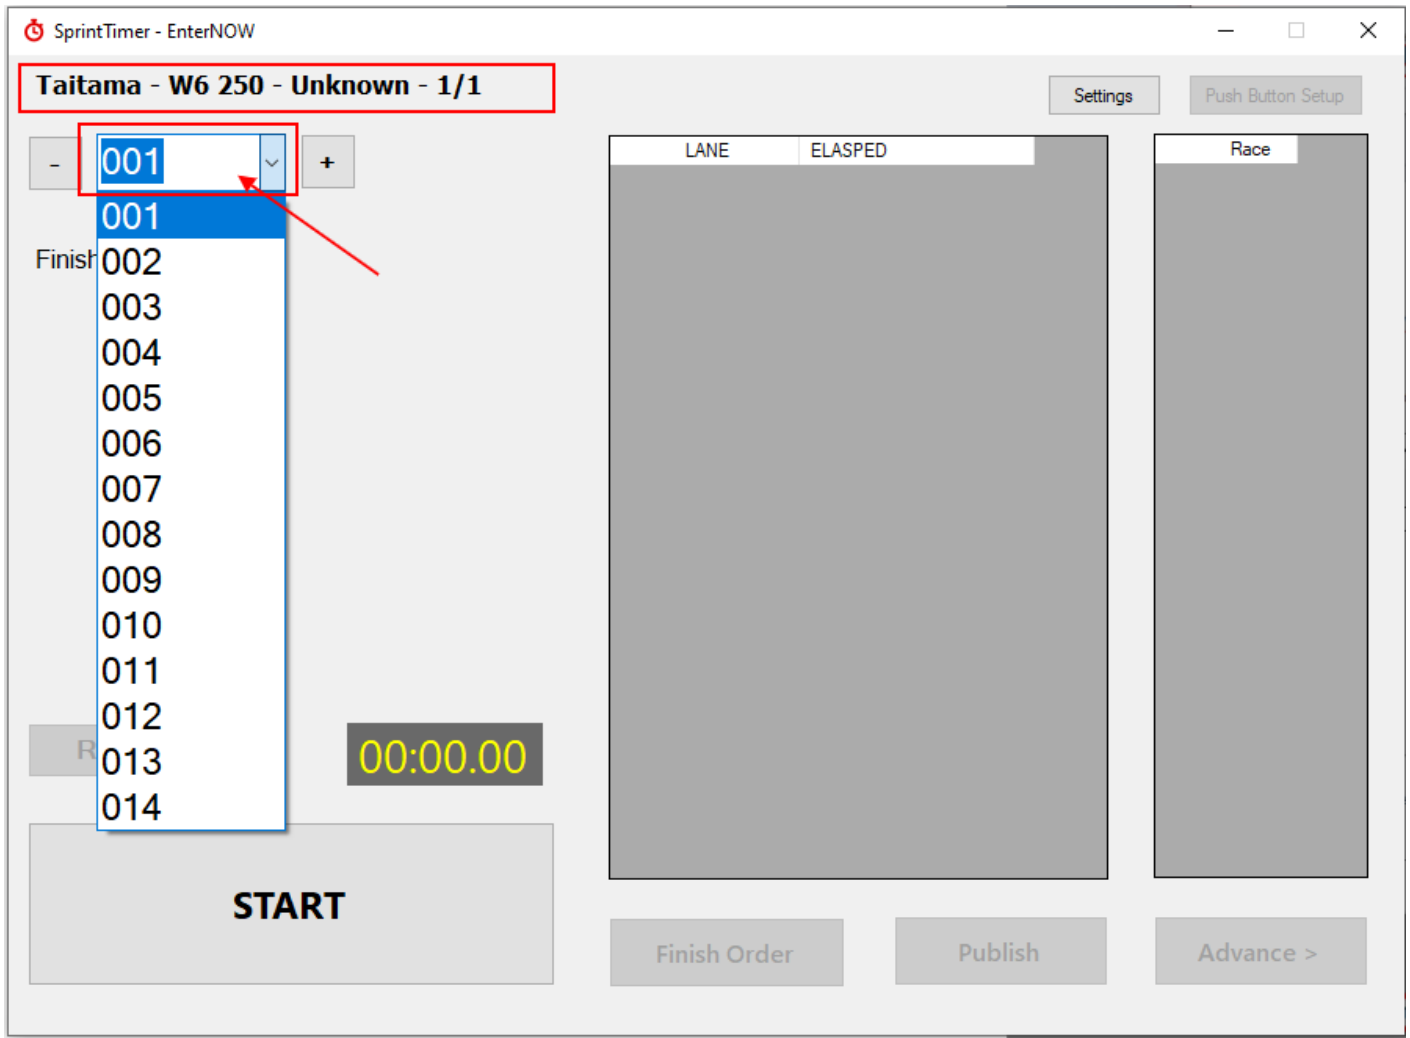 SprintTimer - EnterNOW
Taitama - W6 250 - Unknown - 1/1
Settings
Push Button Setup
-
001
+
LANE ELASPED
Race
001
Finish
002
003
004
005
006
007
008
009
010
011
012
R
013
00:00.00
014
START
Finish Order
Publish
Advance >